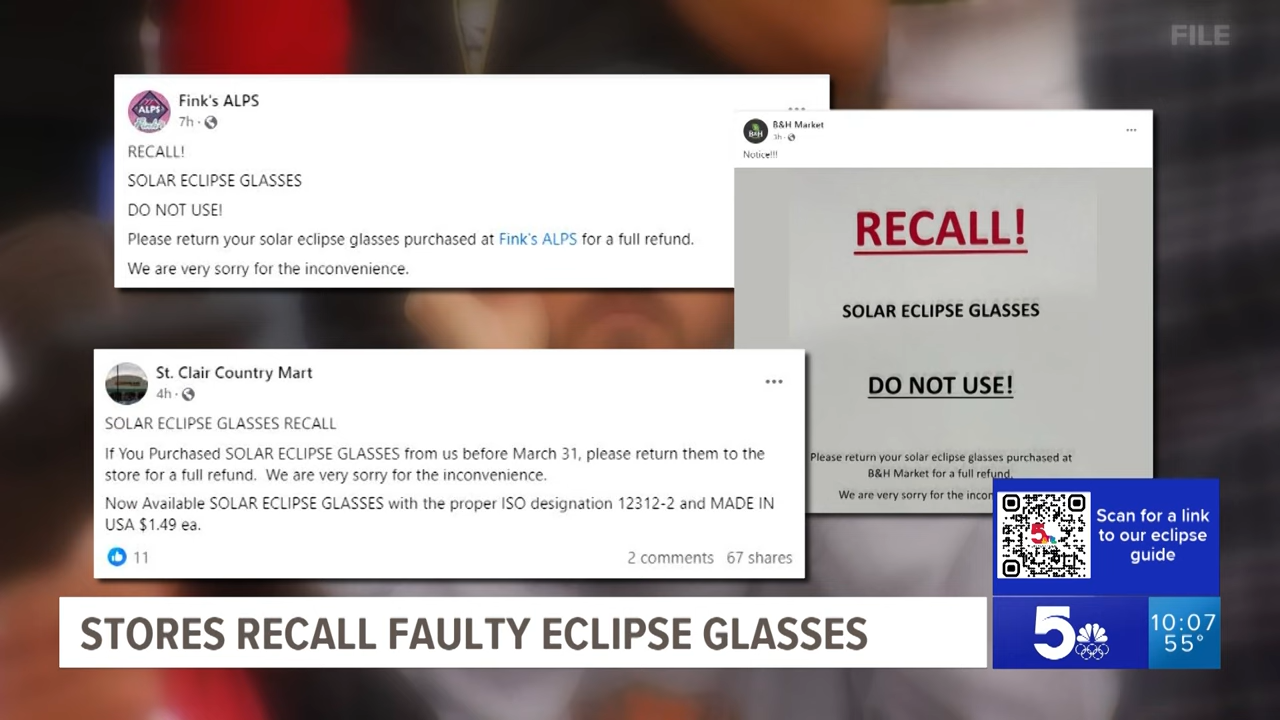 FILE
Fink's ALPS
7h
RECALL!
SOLAR ECLIPSE GLASSES
DO NOT USE!
Please return your solar eclipse glasses purchased at Fink's ALPS for a full refund.
We are very sorry for the inconvenience.
B&H Market
3h
Notice!!!
RECALL!
SOLAR ECLIPSE GLASSES
DO NOT USE!
Please return your solar eclipse glasses purchased at
B&H Market for a full refund.
We are very sorry for the
St. Clair Country Mart
4h
SOLAR ECLIPSE GLASSES RECALL
If You Purchased SOLAR ECLIPSE GLASSES from us before March 31, please return them to the
store for a full refund. We are very sorry for the inconvenience.
Now Available SOLAR ECLIPSE GLASSES with the proper ISO designation 12312-2 and MADE IN
USA $1.49 ea.
11
2 comments 67 shares
Scan for a link
to our eclipse
guide
STORES RECALL FAULTY ECLIPSE GLASSES
5
10:07
55°
ALPS
B&H